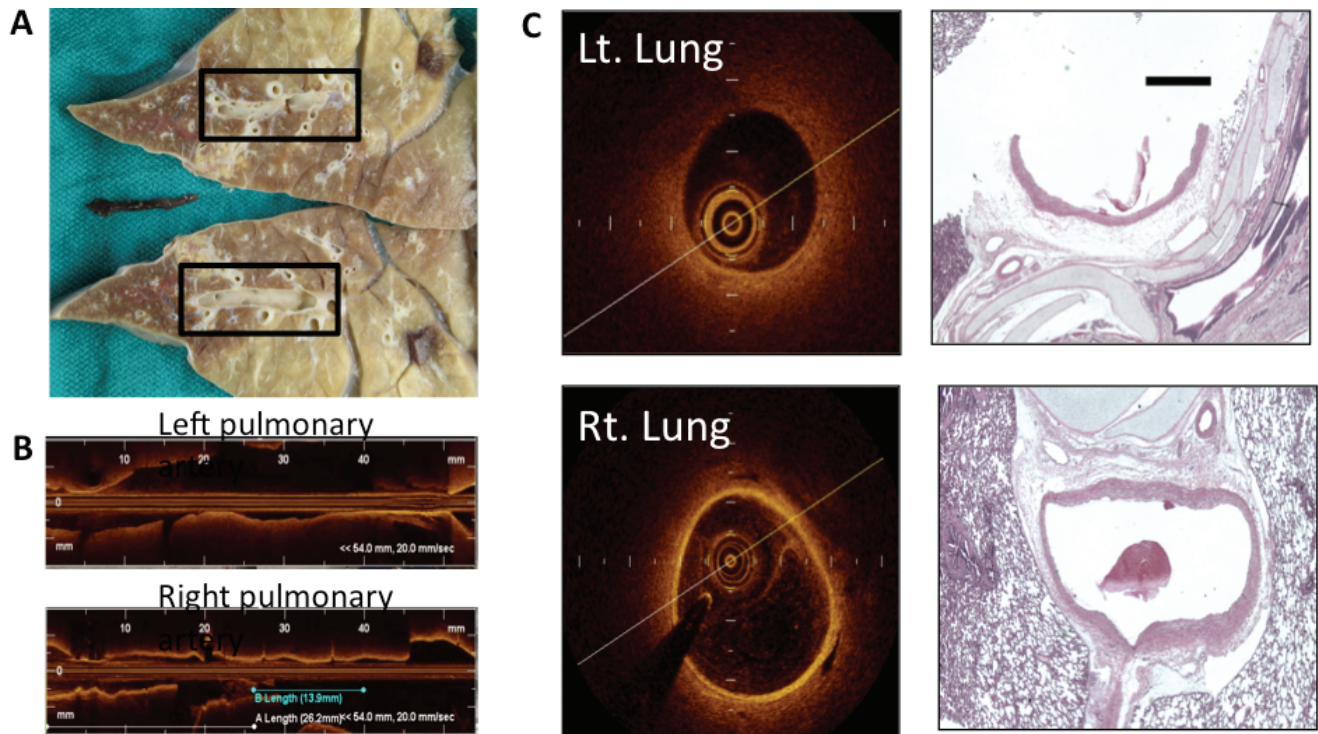 A
B
Left pulmonary
artery
10 20 30 40 mm
0
mm
<< 54.0 mm, 20.0 mm/sec
Right pulmonary
artery
10 20 30 40 mm
0
B Length (13.9mm)
mm
A Length (26.2mm) << 54.0 mm, 20.0 mm/sec
C
Lt. Lung
Rt. Lung